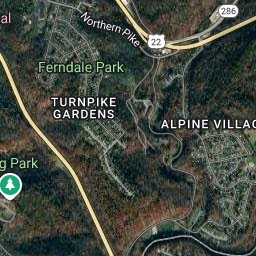 al
Northern Pike
22
286
Ferndale Park
TURNPIKE
GARDENS
ALPINE VILLAG
g Park